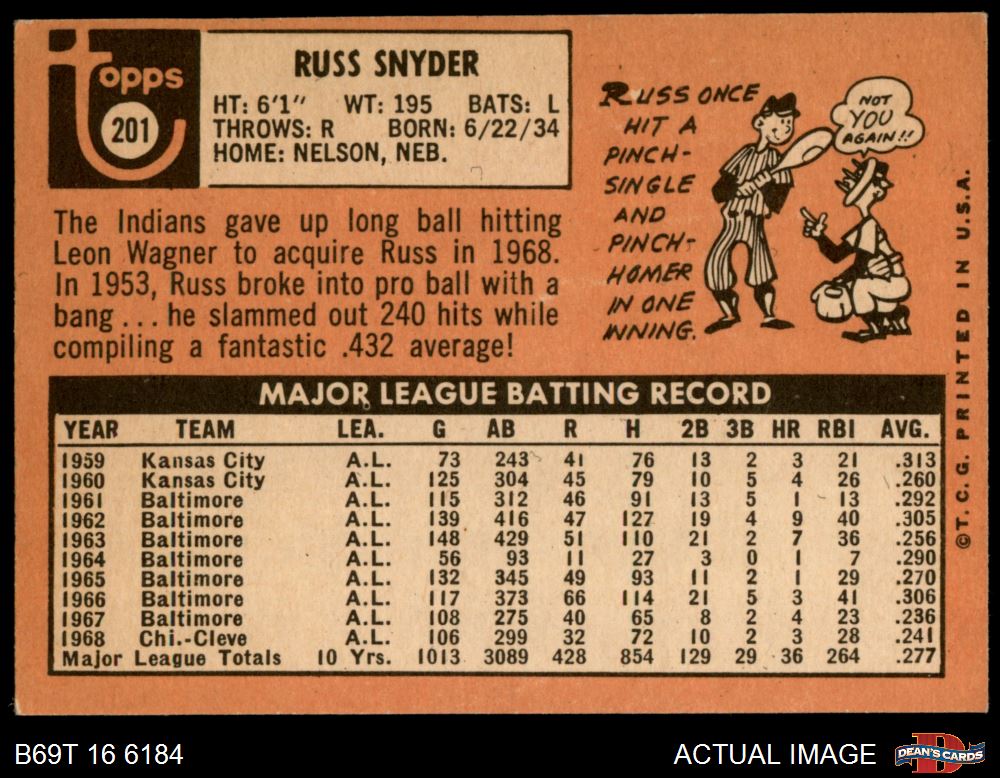 Topps
201
RUSS SNYDER
HT: 6'1" WT: 195 BATS: L
THROWS: R BORN: 6/22/34
HOME: NELSON, NEB.
The Indians gave up long ball hitting
Leon Wagner to acquire Russ in 1968.
In 1953, Russ broke into pro ball with a
bang . . . he slammed out 240 hits while
compiling a fantastic .432 average!
RUSS ONCE
HIT A
PINCH-
SINGLE
AND
PINCH-
HOMER
IN ONE
INNING.
NOT
YOU
AGAIN!!
©T.C.G. PRINTED IN U.S.A.
MAJOR LEAGUE BATTING RECORD
YEAR TEAM LEA. G AB R H 2B 3B HR RBI AVG.
1959 Kansas City A.L. 73 243 41 76 13 2 3 21 .313
1960 Kansas City A.L. 125 304 45 79 10 5 4 26 .260
1961 Baltimore A.L. 115 312 46 91 13 5 1 13 .292
1962 Baltimore A.L. 139 416 47 127 19 4 9 40 .305
1963 Baltimore A.L. 148 429 51 110 21 2 7 36 .256
1964 Baltimore A.L. 56 93 11 27 3 0 1 7 .290
1965 Baltimore A.L. 132 345 49 93 11 2 1 29 .270
1966 Baltimore A.L. 117 373 66 114 21 5 3 41 .306
1967 Baltimore A.L. 108 275 40 65 8 2 4 23 .236
1968 Chi.-Cleve A.L. 106 299 32 72 10 2 3 28 .241
Major League Totals 10 Yrs. 1013 3089 428 854 129 29 36 264 .277
B69T 16 6184
ACTUAL IMAGE
DEAN'S CARDS